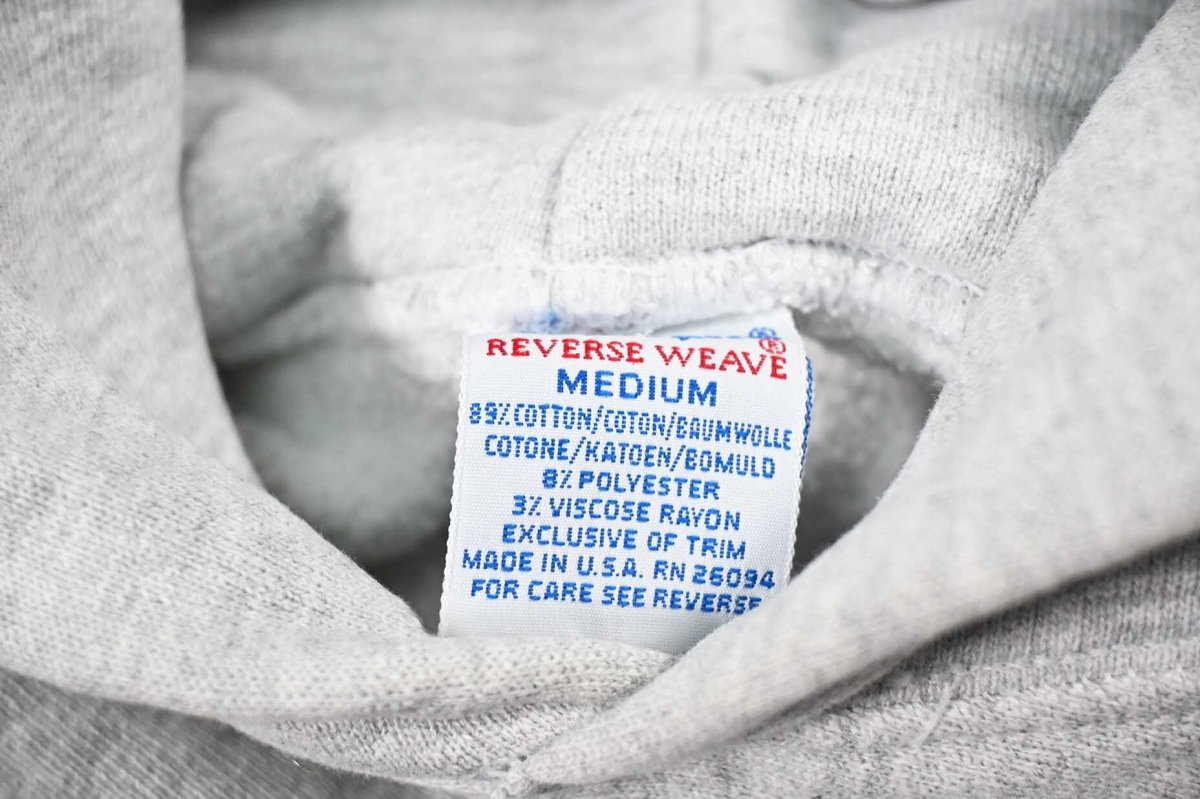 REVERSE WEAVE®
MEDIUM
89% COTTON/COTON/BAUMWOLLE
COTONE/KATOEN/BOMULD
8% POLYESTER
3% VISCOSE RAYON
EXCLUSIVE OF TRIM
MADE IN U.S.A. RN 26094
FOR CARE SEE REVERSE